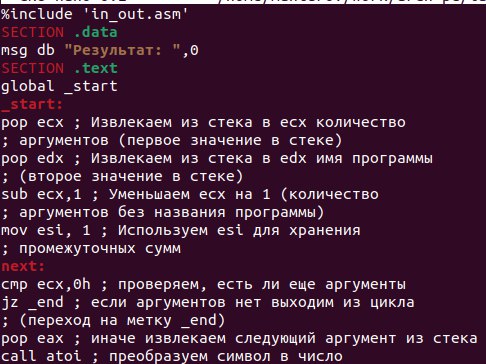 %include 'in_out.asm'
SECTION .data
msg db "Результат: ",0
SECTION .text
global _start
_start:
pop ecx ; Извлекаем из стека в ecx количество
; аргументов (первое значение в стеке)
pop edx ; Извлекаем из стека в edx имя программы
; (второе значение в стеке)
sub ecx,1 ; Уменьшаем ecx на 1 (количество
; аргументов без названия программы)
mov esi, 1 ; Используем esi для хранения
; промежуточных сумм
next:
cmp ecx,0h ; проверяем, есть ли еще аргументы
jz _end ; если аргументов нет выходим из цикла
; (переход на метку _end)
pop eax ; иначе извлекаем следующий аргумент из стека
call atoi ; преобразуем символ в число